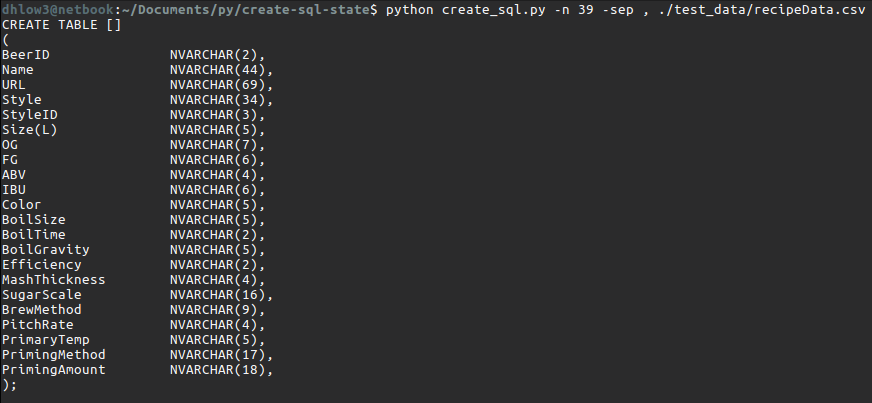 dhlow3@netbook:~/Documents/py/create-sql-state$ python create_sql.py -n 39 -sep , ./test_data/recipeData.csv
CREATE TABLE []
(
BeerID NVARCHAR(2),
Name NVARCHAR(44),
URL NVARCHAR(69),
Style NVARCHAR(34),
StyleID NVARCHAR(3),
Size(L) NVARCHAR(5),
OG NVARCHAR(7),
FG NVARCHAR(6),
ABV NVARCHAR(4),
IBU NVARCHAR(6),
Color NVARCHAR(5),
BoilSize NVARCHAR(5),
BoilTime NVARCHAR(2),
BoilGravity NVARCHAR(5),
Efficiency NVARCHAR(2),
MashThickness NVARCHAR(4),
SugarScale NVARCHAR(16),
BrewMethod NVARCHAR(9),
PitchRate NVARCHAR(4),
PrimaryTemp NVARCHAR(5),
PrimingMethod NVARCHAR(17),
PrimingAmount NVARCHAR(18),
);